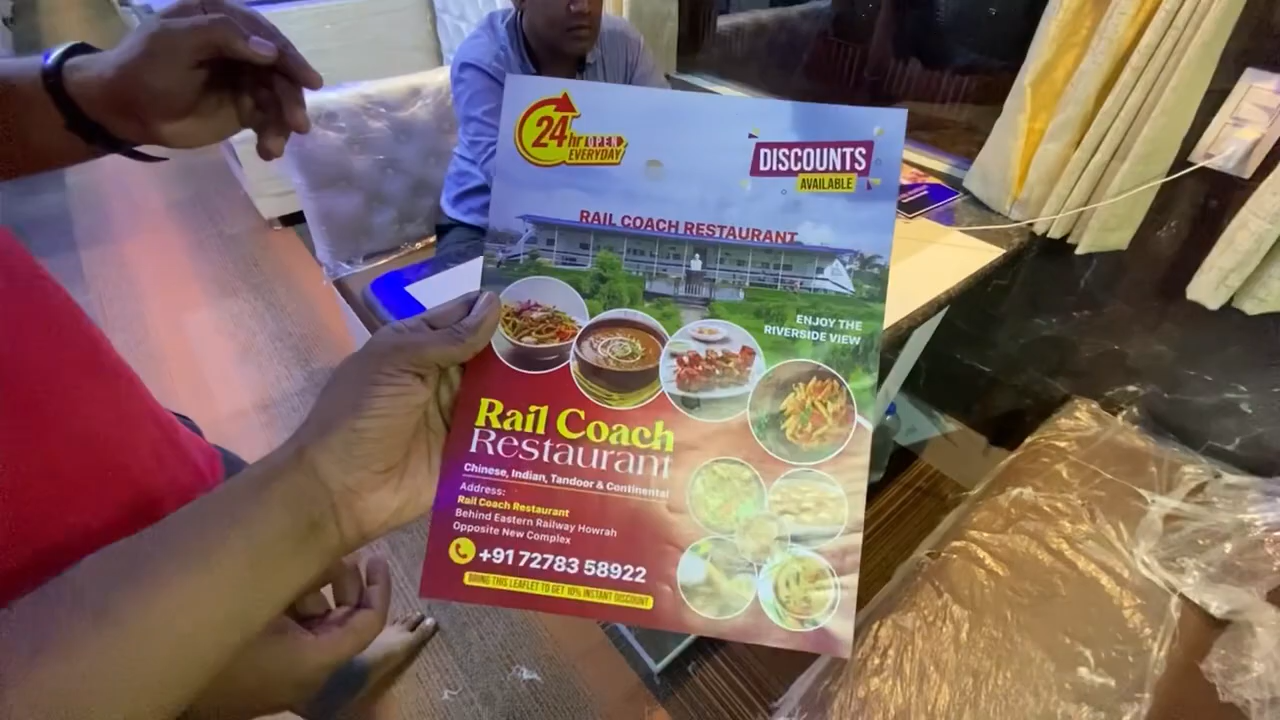 24 hr OPEN
EVERYDAY
DISCOUNTS
AVAILABLE
RAIL COACH RESTAURANT
ENJOY THE
RIVERSIDE VIEW
Rail Coach
Restaurant
Chinese, Indian, Tandoor & Continental
Address:
Rail Coach Restaurant
Behind Eastern Railway Howrah
Opposite New Complex
+91 72783 58922
BRING THIS LEAFLET TO GET 10% INSTANT DISCOUNT